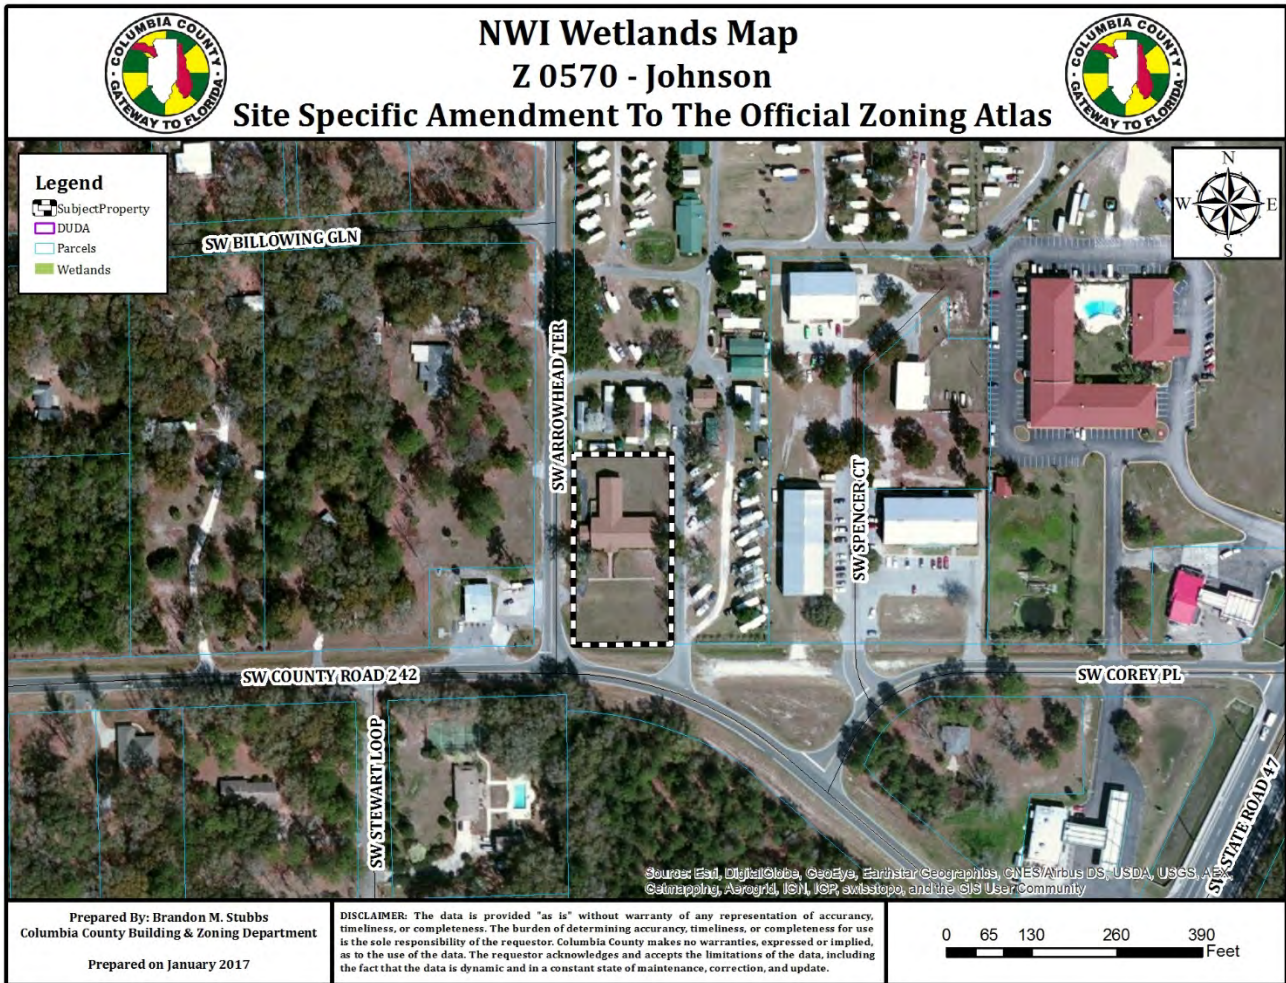 COLUMBIA COUNTY
GATEWAY TO FLORIDA
NWI Wetlands Map
Z 0570 - Johnson
Site Specific Amendment To The Official Zoning Atlas
COLUMBIA COUNTY
GATEWAY TO FLORIDA
Legend
SubjectProperty
DUDA
Parcels
Wetlands
N
W E
S
SW BILLOWING GLN
SW ARROWHEAD TER
SW SPENCER CT
SW COUNTY ROAD 242
SW COREY PL
SW STEWART LOOP
SW STATE ROAD 47
Source: Esri, DigitalGlobe, GeoEye, Earthstar Geographics, CNES/Airbus DS, USDA, USGS, AEX,
Getmapping, Aerogrid, IGN, IGP, swisstopo, and the GIS User Community
Prepared By: Brandon M. Stubbs
Columbia County Building & Zoning Department
Prepared on January 2017
DISCLAIMER: The data is provided "as is" without warranty of any representation of accuracy,
timeliness, or completeness. The burden of determining accuracy, timeliness, or completeness for use
is the sole responsibility of the requestor. Columbia County makes no warranties, expressed or implied,
as to the use of the data. The requestor acknowledges and accepts the limitations of the data, including
the fact that the data is dynamic and in a constant state of maintenance, correction, and update.
0 65 130 260 390
Feet